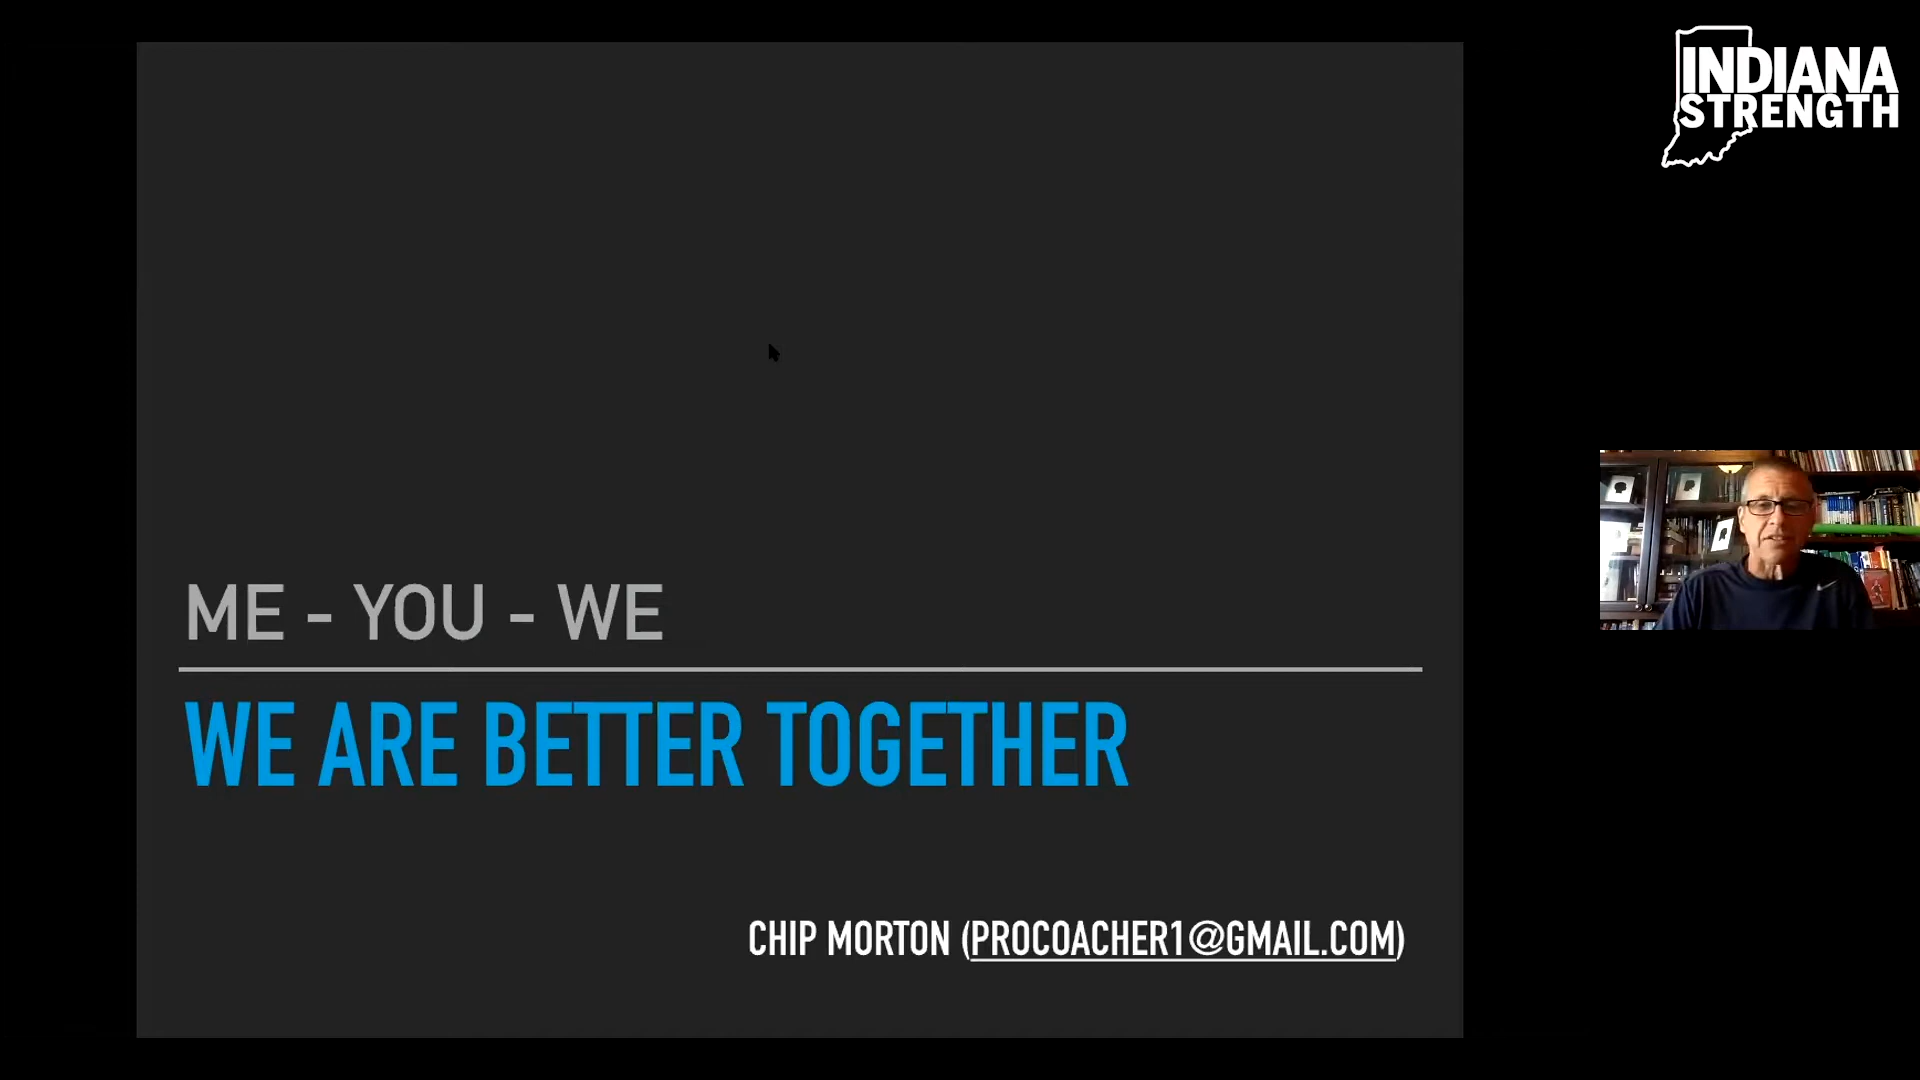 INDIANA
STRENGTH
ME - YOU - WE
WE ARE BETTER TOGETHER
CHIP MORTON (PROCOACHER1@GMAIL.COM)